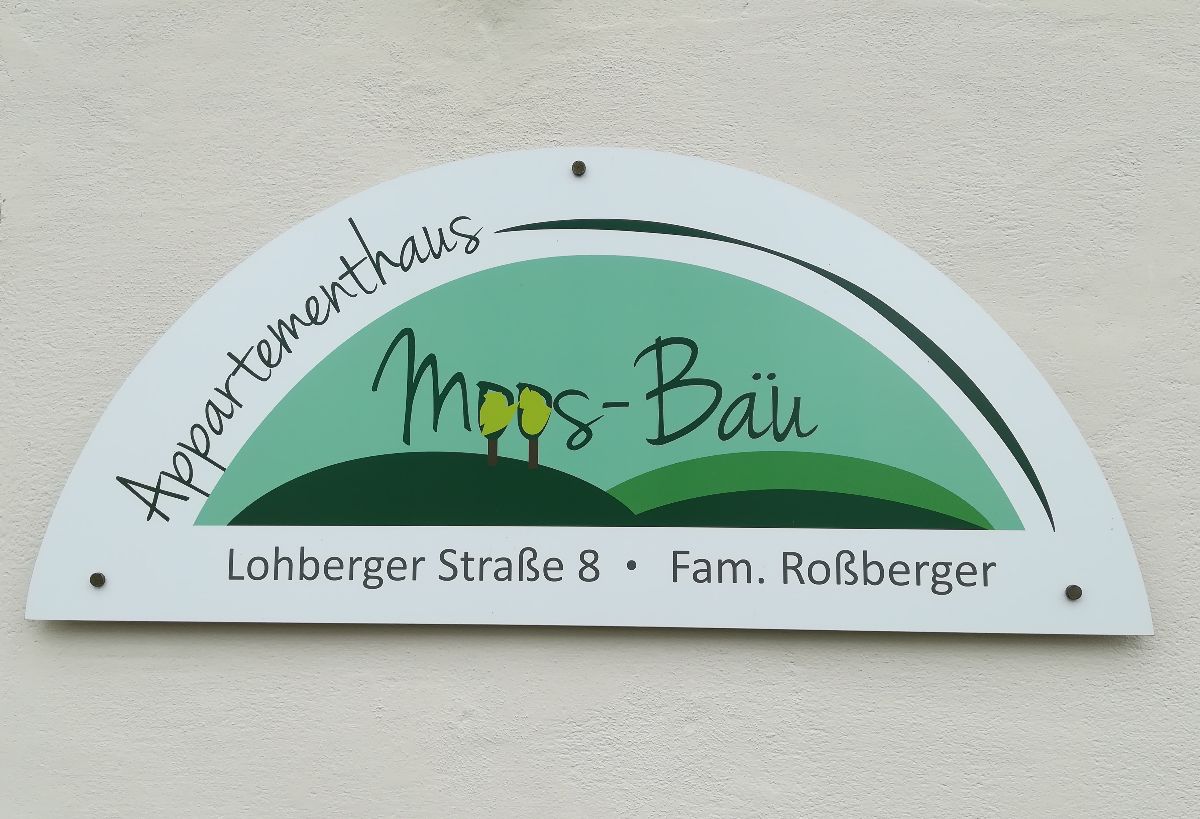 Appartementhaus
Moos-Bäu
Lohberger Straße 8 • Fam. Roßberger